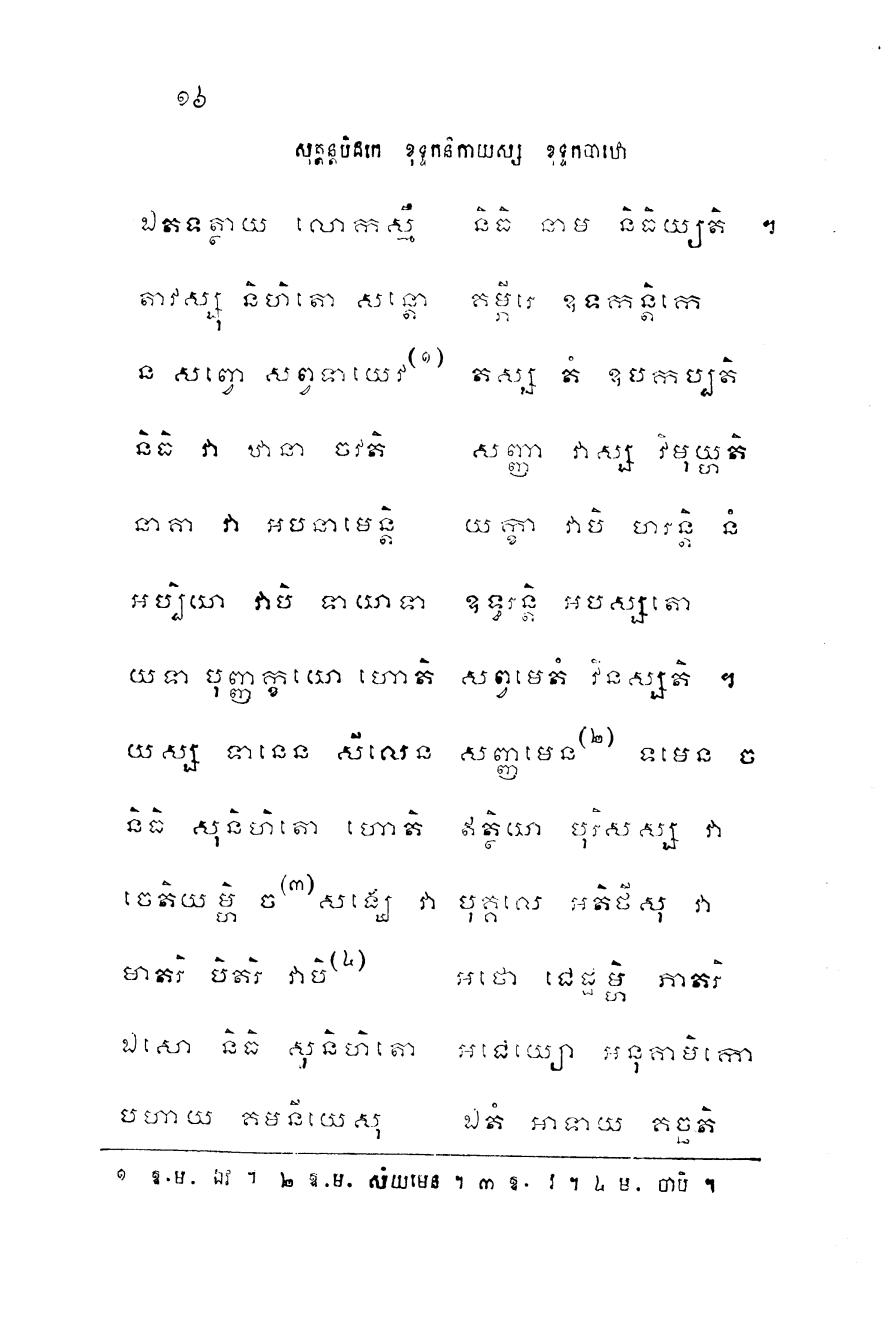 ១៦
សុត្តន្តបិដកេ ខុទ្ទកនិកាយស្ស ខុទ្ទកបាឋោ
ឯតទត្ថាយ លោកស្មឹ និធិ នាម និធិយ្យតិ ។
តាវស្សុ និហិតោ សន្តោ គម្ភីរេ ឧទកន្តិកេ
ន សព្វោ សព្វទាយេវ(១) តស្ស តំ ឧបកប្បតិ
និធិ វា ឋានា ចវតិ សញ្ញា វាស្ស វិមុយ្ហតិ
នាគា វា អបនាមេន្តិ យក្ខា វាបិ ហរន្តិ នំ
អប្បិយា វាបិ ទាយាទា ឧទ្ធរន្តិ អបស្សតោ
យទា បុញ្ញក្ខយោ ហោតិ សព្វមេតំ វិនស្សតិ ។
យស្ស ទានេន សីលេន សញ្ញមេន(២) ទមេន ច
និធិ សុនិហិតោ ហោតិ ឥត្ថិយា បុរិសស្ស វា
ចេតិយម្ហិ ច(៣)សង្ឃេ វា បុគ្គលេ អតិថីសុ វា
មាតរិ បិតរិ វាបិ(៤) អថោ ជេដ្ឋម្ហិ ភាតរិ
ឯសោ និធិ សុនិហិតោ អជេយ្យោ អនុគាមិកោ
បហាយ គមនីយេសុ ឯតំ អាទាយ គច្ឆតិ
១ ឱ.ម. ឯវ ។ ២ ឱ.ម. សំយមេន ។ ៣ ឱ. វ ។ ៤ ម. ចាបិ ។